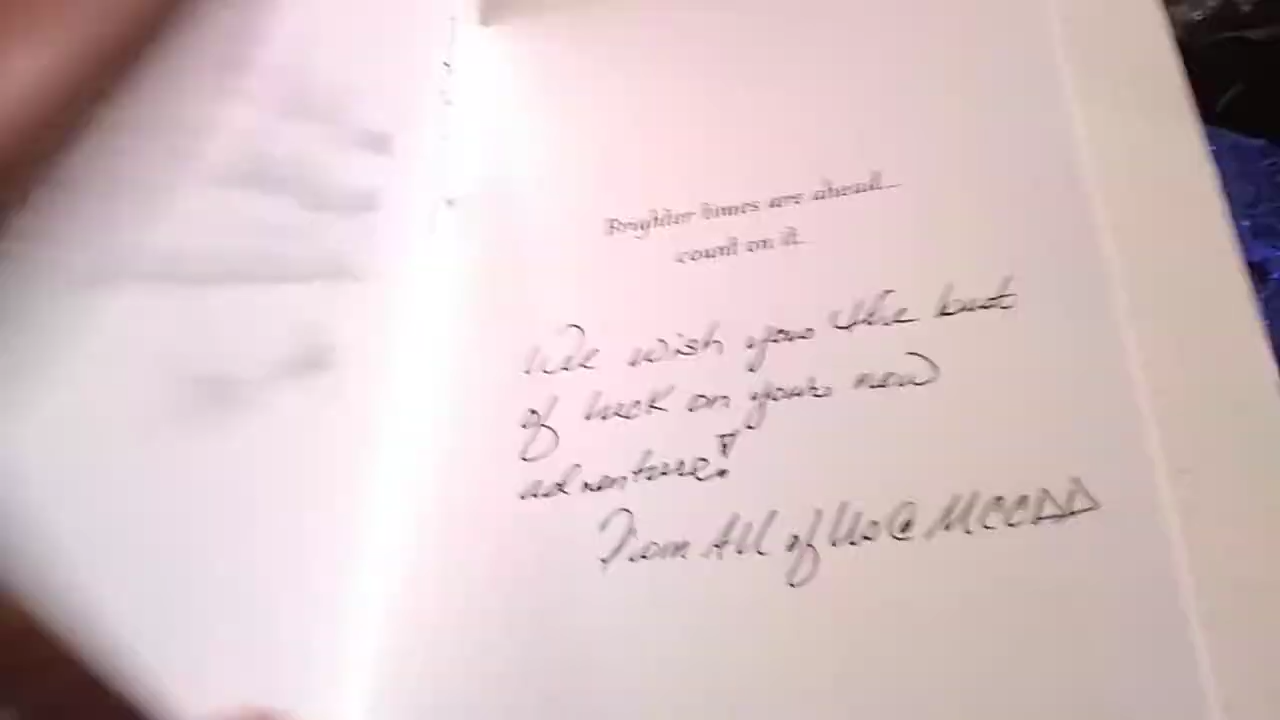 Brighter times are ahead...
count on it.
We wish you the best
of luck on your new
adventure!
From All of Us @ MCCDD